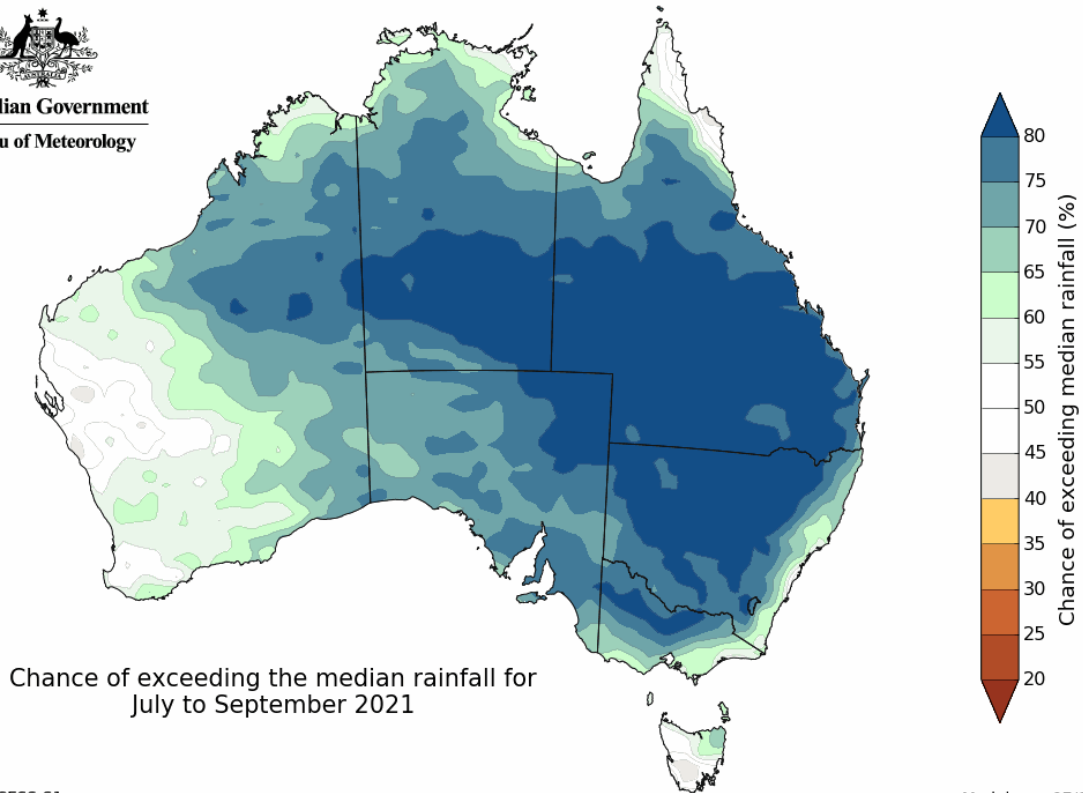 AUSTRALIA
lian Government
u of Meteorology
80
75
70
65
60
55
50
45
40
35
30
25
20
Chance of exceeding median rainfall (%)
Chance of exceeding the median rainfall for
July to September 2021